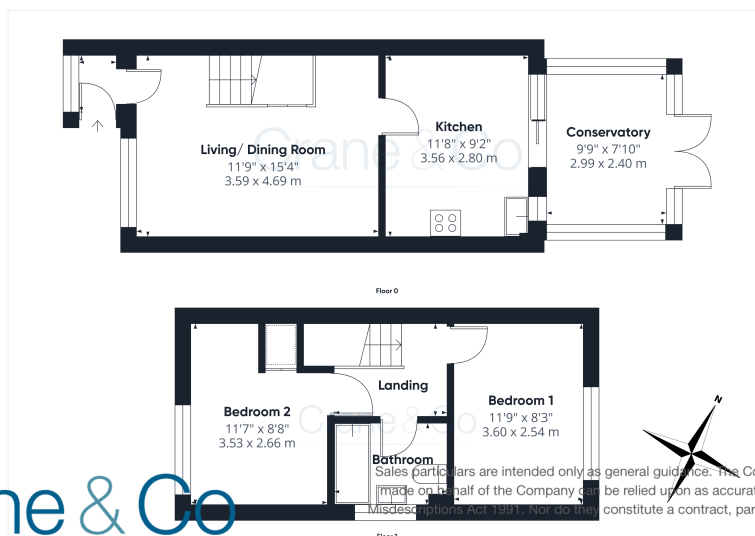 Living/ Dining Room
11'9" x 15'4"
3.59 x 4.69 m
Kitchen
11'8" x 9'2"
3.56 x 2.80 m
Conservatory
9'9" x 7'10"
2.99 x 2.40 m
Crane & Co
Floor 0
Landing
Bedroom 2
11'7" x 8'8"
3.53 x 2.66 m
Bedroom 1
11'9" x 8'3"
3.60 x 2.54 m
Crane & Co
Bathroom
N
Sales particulars are intended only as general guidance. The Co
made on behalf of the Company can be relied upon as accurat
Misdescriptions Act 1991. Nor do they constitute a contract, par
ne & Co
Floor 1